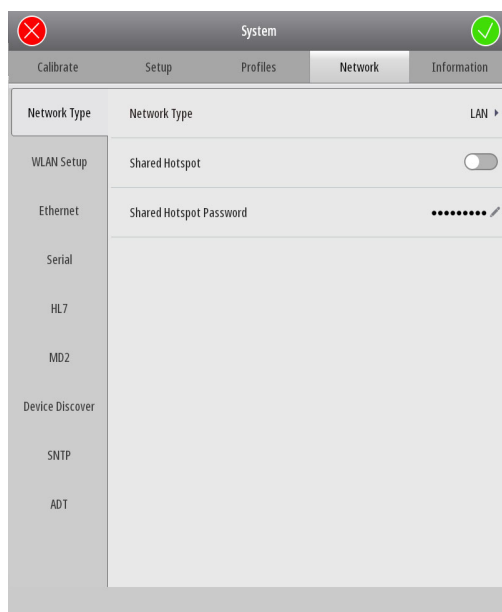 System
Calibrate Setup Profiles Network Information
Network Type
WLAN Setup
Ethernet
Serial
HL7
MD2
Device Discover
SNTP
ADT
Network Type LAN
Shared Hotspot
Shared Hotspot Password •••••••••